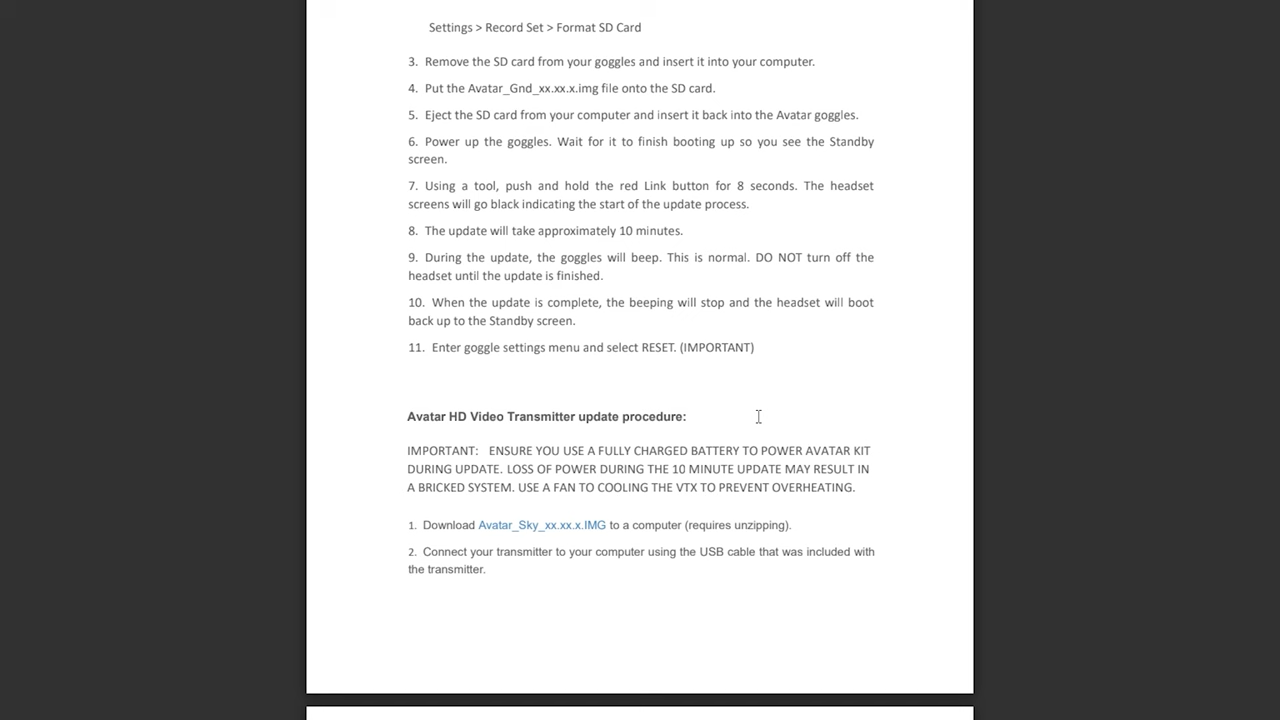 Settings > Record Set > Format SD Card
3. Remove the SD card from your goggles and insert it into your computer.
4. Put the Avatar_Gnd_xx.xx.x.img file onto the SD card.
5. Eject the SD card from your computer and insert it back into the Avatar goggles.
6. Power up the goggles. Wait for it to finish booting up so you see the Standby
screen.
7. Using a tool, push and hold the red Link button for 8 seconds. The headset
screens will go black indicating the start of the update process.
8. The update will take approximately 10 minutes.
9. During the update, the goggles will beep. This is normal. DO NOT turn off the
headset until the update is finished.
10. When the update is complete, the beeping will stop and the headset will boot
back up to the Standby screen.
11. Enter goggle settings menu and select RESET. (IMPORTANT)
Avatar HD Video Transmitter update procedure:
IMPORTANT: ENSURE YOU USE A FULLY CHARGED BATTERY TO POWER AVATAR KIT
DURING UPDATE. LOSS OF POWER DURING THE 10 MINUTE UPDATE MAY RESULT IN
A BRICKED SYSTEM. USE A FAN TO COOLING THE VTX TO PREVENT OVERHEATING.
1. Download Avatar_Sky_xx.xx.x.IMG to a computer (requires unzipping).
2. Connect your transmitter to your computer using the USB cable that was included with
the transmitter.